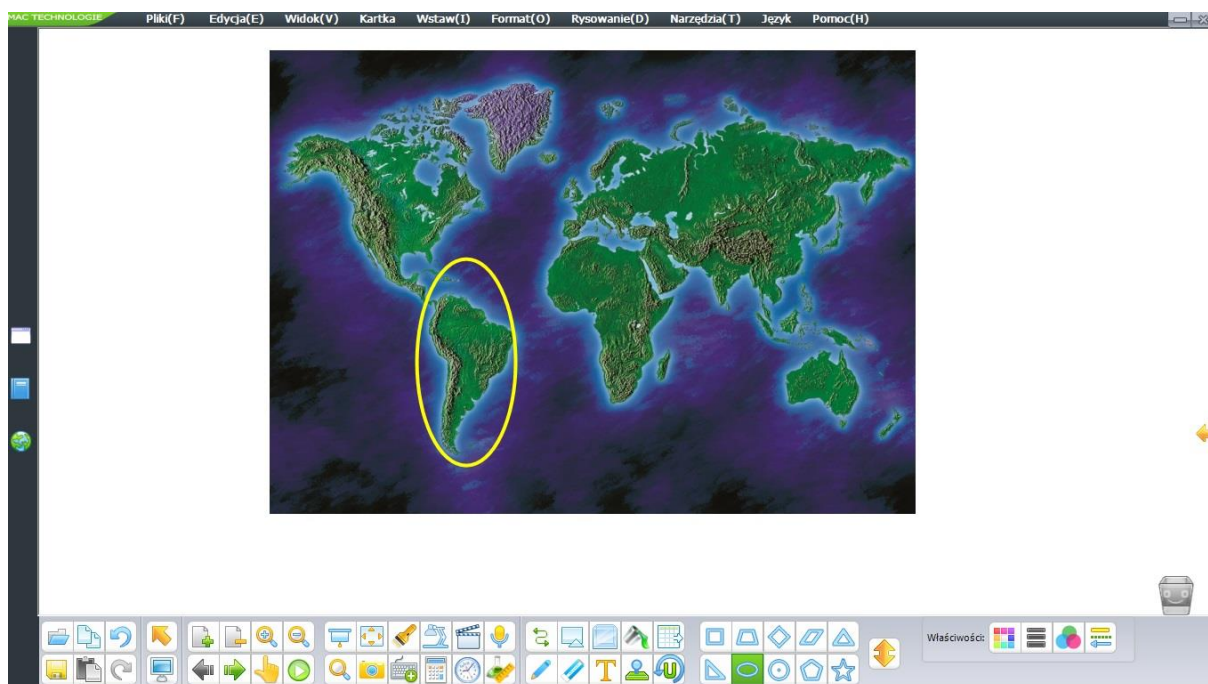 MAC TECHNOLOGIE Pliki(F) Edycja(E) Widok(V) Kartka Wstaw(I) Format(O) Rysowanie(D) Narzędzia(T) Język Pomoc(H)
Właściwości: